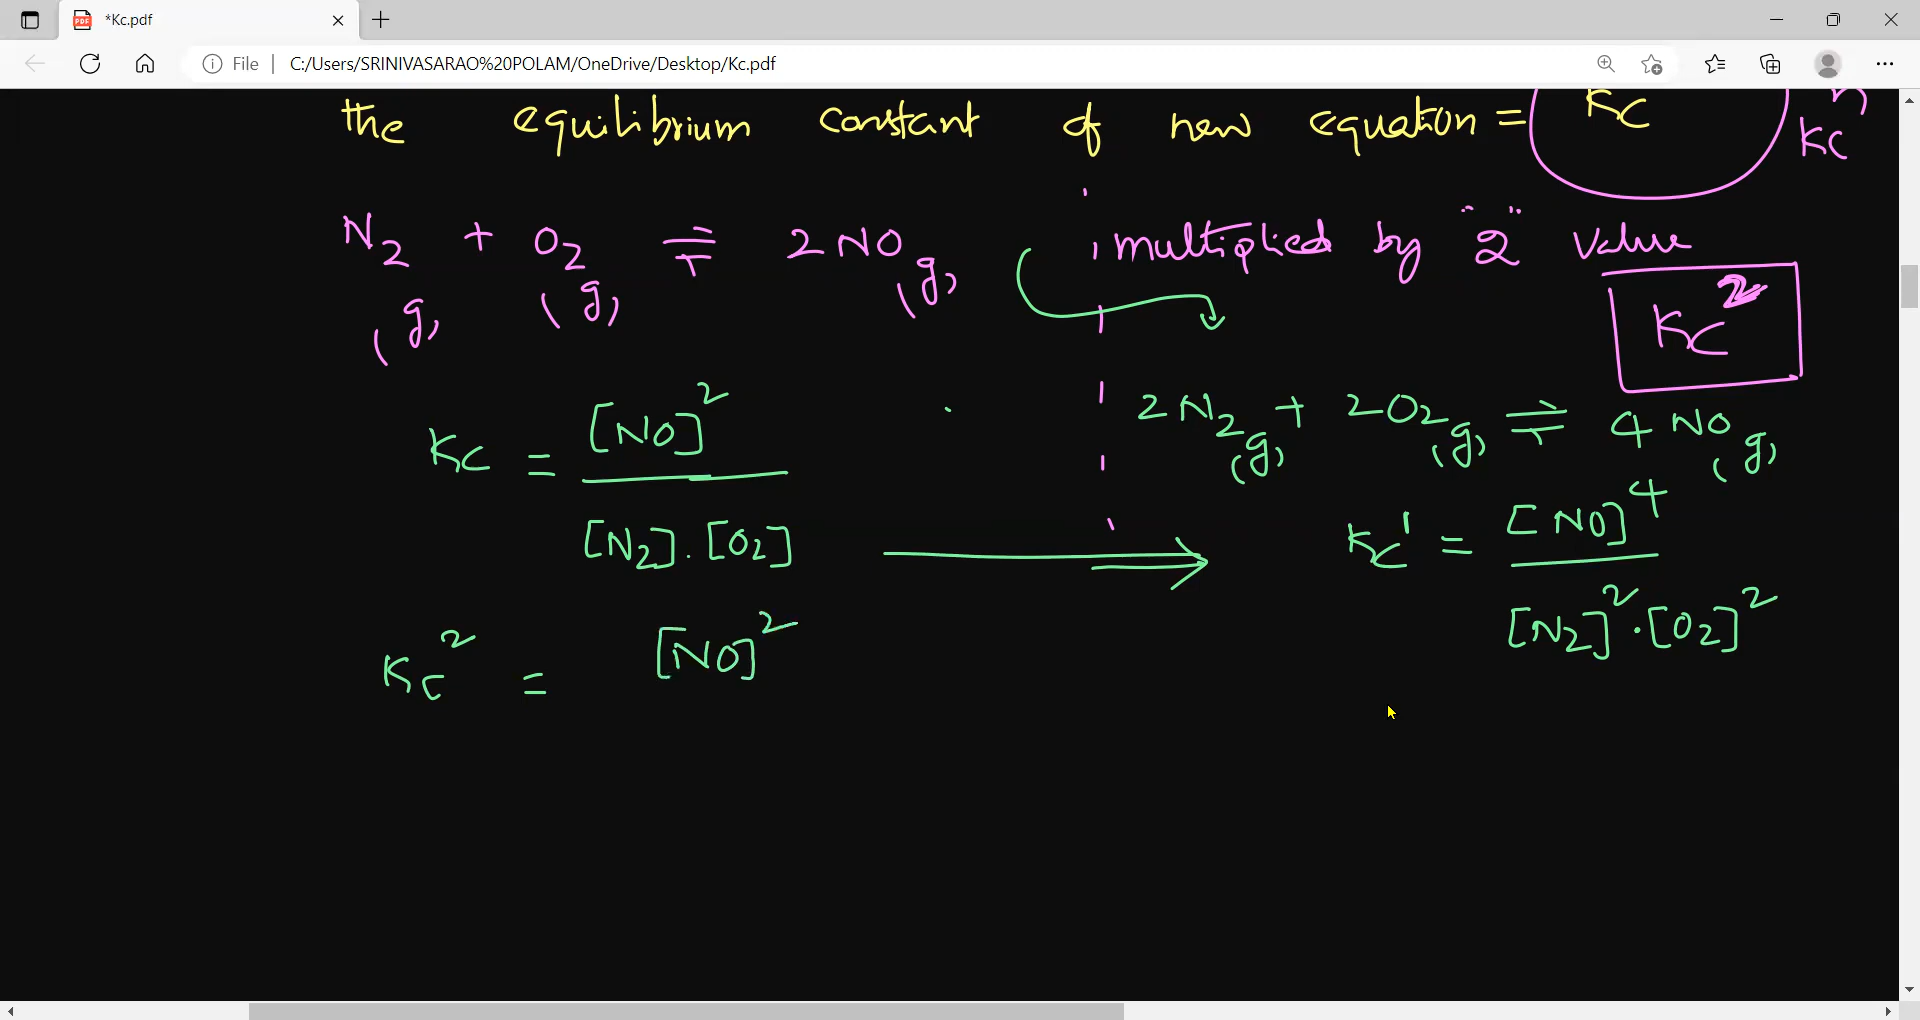 *Kc.pdf
File | C:/Users/SRINIVASARAO%20POLAM/OneDrive/Desktop/Kc.pdf
the equilibrium constant of new equation = Kc
Kc^n
N₂(g) + O₂(g) ⇌ 2NO(g) multiplied by "2" value
Kc²
Kc = [NO]² / [N₂].[O₂]
2N₂(g) + 2O₂(g) ⇌ 4NO(g)
Kc' = [NO]⁴ / [N₂]².[O₂]²
Kc² = [NO]²